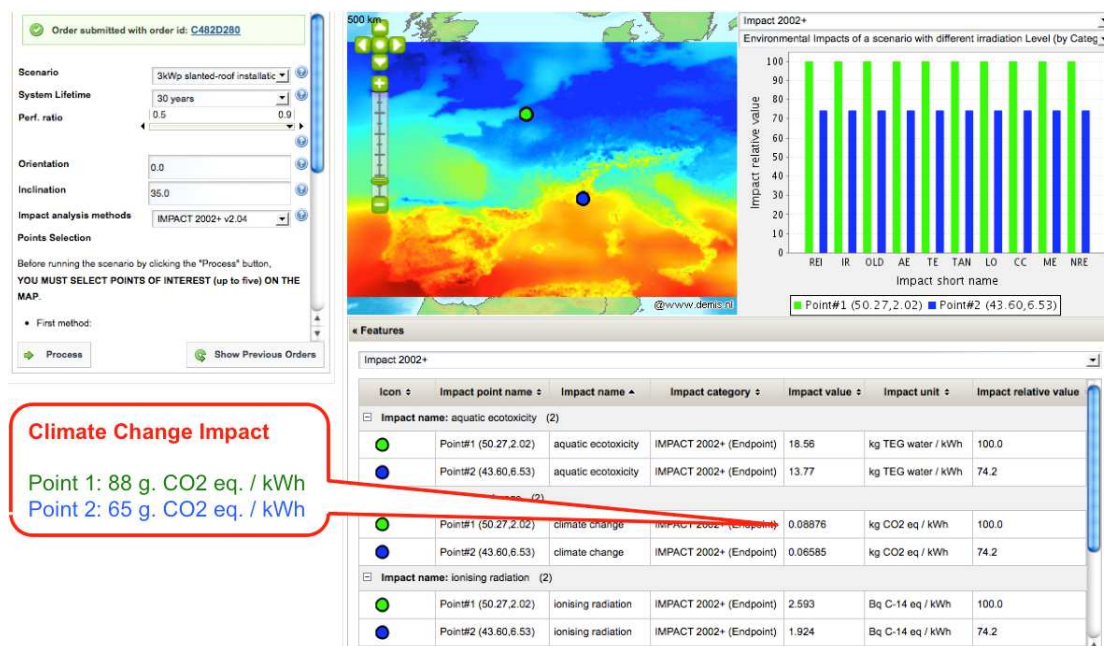 Order submitted with order id: C482D280
Scenario
3kWp slanted-roof installatic
System Lifetime
30 years
Perf. ratio
0.5 0.9
Orientation
0.0
Inclination
35.0
Impact analysis methods
IMPACT 2002+ v2.04
Points Selection
Before running the scenario by clicking the "Process" button,
YOU MUST SELECT POINTS OF INTEREST (up to five) ON THE
MAP.
• First method:
Process
Show Previous Orders
500 km
@www.demis.nl
Impact 2002+
Environmental Impacts of a scenario with different irradiation Level (by Categ
Impact relative value
100
90
80
70
60
50
40
30
20
10
0
REI IR OLD AE TE TAN LO CC ME NRE
Impact short name
Point#1 (50.27,2.02) Point#2 (43.60,6.53)
« Features
Impact 2002+
Icon Impact point name Impact name Impact category Impact value Impact unit Impact relative value
Impact name: aquatic ecotoxicity (2)
Point#1 (50.27,2.02) aquatic ecotoxicity IMPACT 2002+ (Endpoint) 18.56 kg TEG water / kWh 100.0
Point#2 (43.60,6.53) aquatic ecotoxicity IMPACT 2002+ (Endpoint) 13.77 kg TEG water / kWh 74.2
(2)
Point#1 (50.27,2.02) climate change IMPACT 2002+ (Endpoint) 0.08876 kg CO2 eq / kWh 100.0
Point#2 (43.60,6.53) climate change IMPACT 2002+ (Endpoint) 0.06585 kg CO2 eq / kWh 74.2
Impact name: ionising radiation (2)
Point#1 (50.27,2.02) ionising radiation IMPACT 2002+ (Endpoint) 2.593 Bq C-14 eq / kWh 100.0
Point#2 (43.60,6.53) ionising radiation IMPACT 2002+ (Endpoint) 1.924 Bq C-14 eq / kWh 74.2
Climate Change Impact
Point 1: 88 g. CO2 eq. / kWh
Point 2: 65 g. CO2 eq. / kWh